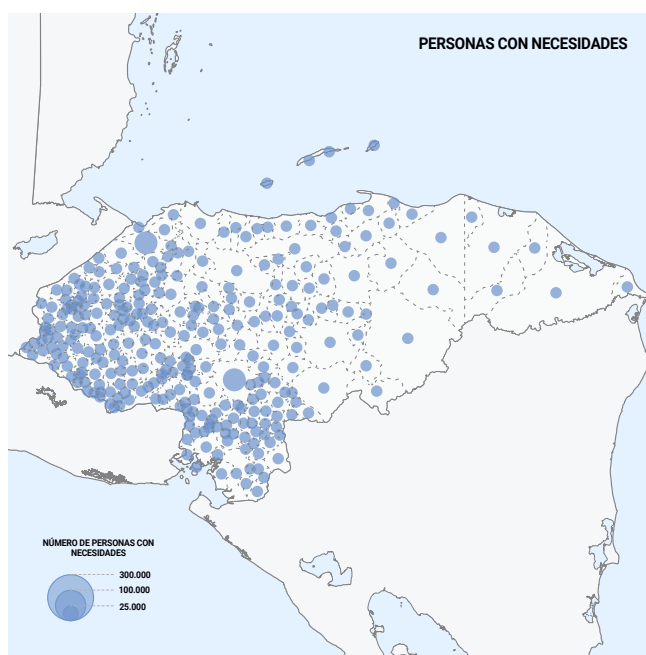 PERSONAS CON NECESIDADES
NÚMERO DE PERSONAS CON
NECESIDADES
300.000
100.000
25.000